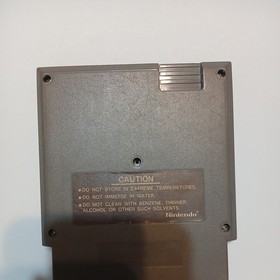 CAUTION
●DO NOT STORE IN EXTREME TEMPERATURES.
●DO NOT IMMERSE IN WATER.
●DO NOT CLEAN WITH BENZENE, THINNER,
ALCOHOL OR OTHER SUCH SOLVENTS.
Nintendo